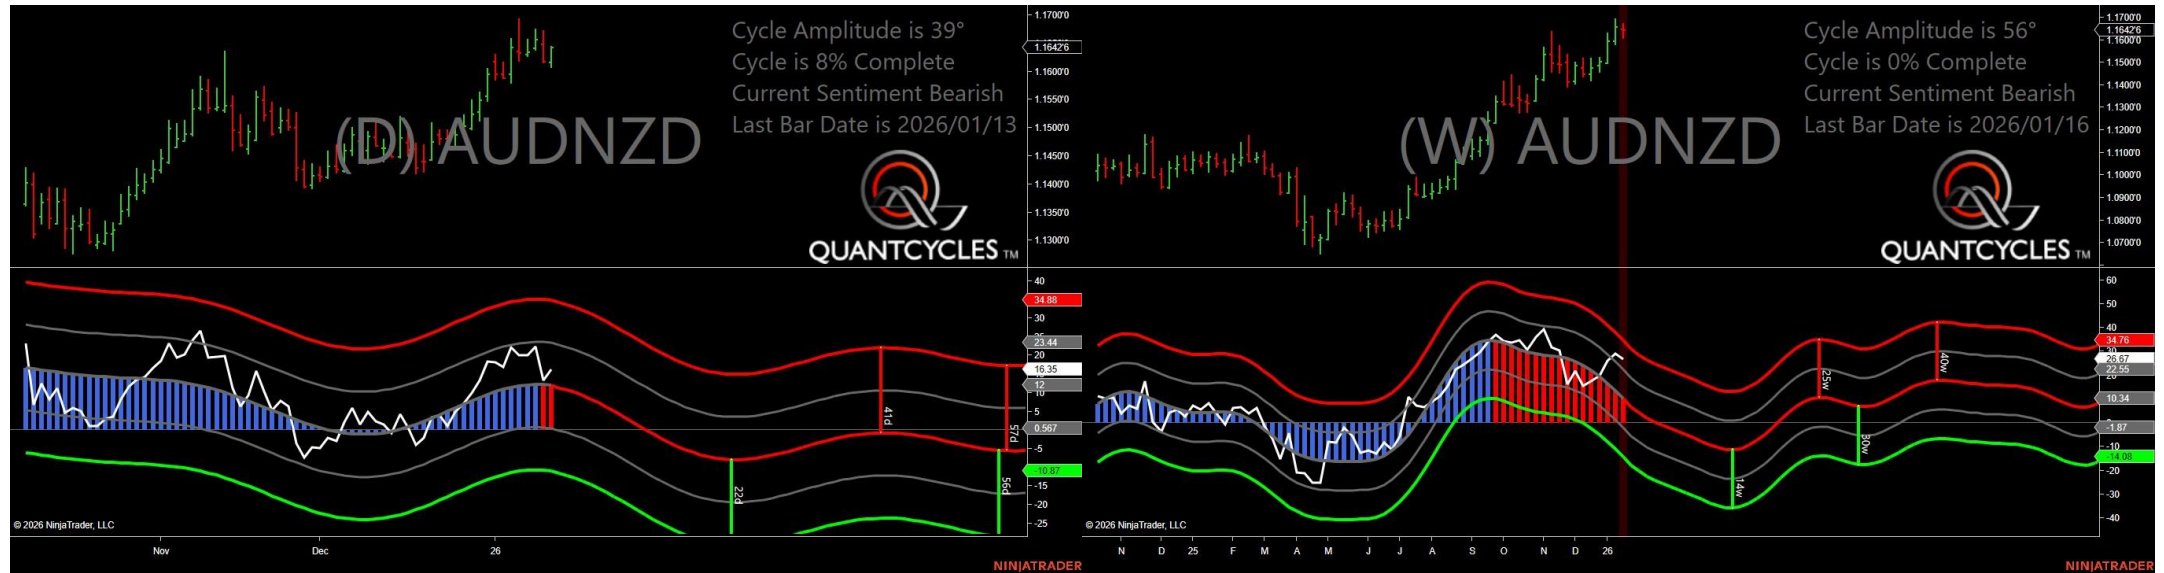 Cycle Amplitude is 39°
Cycle is 8% Complete
Current Sentiment Bearish
Last Bar Date is 2026/01/13
(D) AUDNZD
QUANTCYCLES TM
1.1700'0
1.1642'6
1.1600'0
1.1550'0
1.1500'0
1.1450'0
1.1400'0
1.1350'0
1.1300'0
40
34.88
30
23.44
20
16.35
12
10
5
0.567
-5
-10.87
-15
-20
-25
41d
57d
22d
56d
© 2026 NinjaTrader, LLC
Nov
Dec
26
NINJATRADER
Cycle Amplitude is 56°
Cycle is 0% Complete
Current Sentiment Bearish
Last Bar Date is 2026/01/16
(W) AUDNZD
QUANTCYCLES TM
1.1700'0
1.1642'6
1.1600'0
1.1500'0
1.1300'0
1.1200'0
1.1100'0
1.1000'0
1.0900'0
1.0800'0
1.0700'0
60
50
40
34.76
26.67
22.55
10.34
-1.87
-10
-14.08
-20
-30
-40
25w
40w
14w
30w
© 2026 NinjaTrader, LLC
N
D
25
F
M
A
M
J
J
A
S
O
N
D
26
NINJATRADER